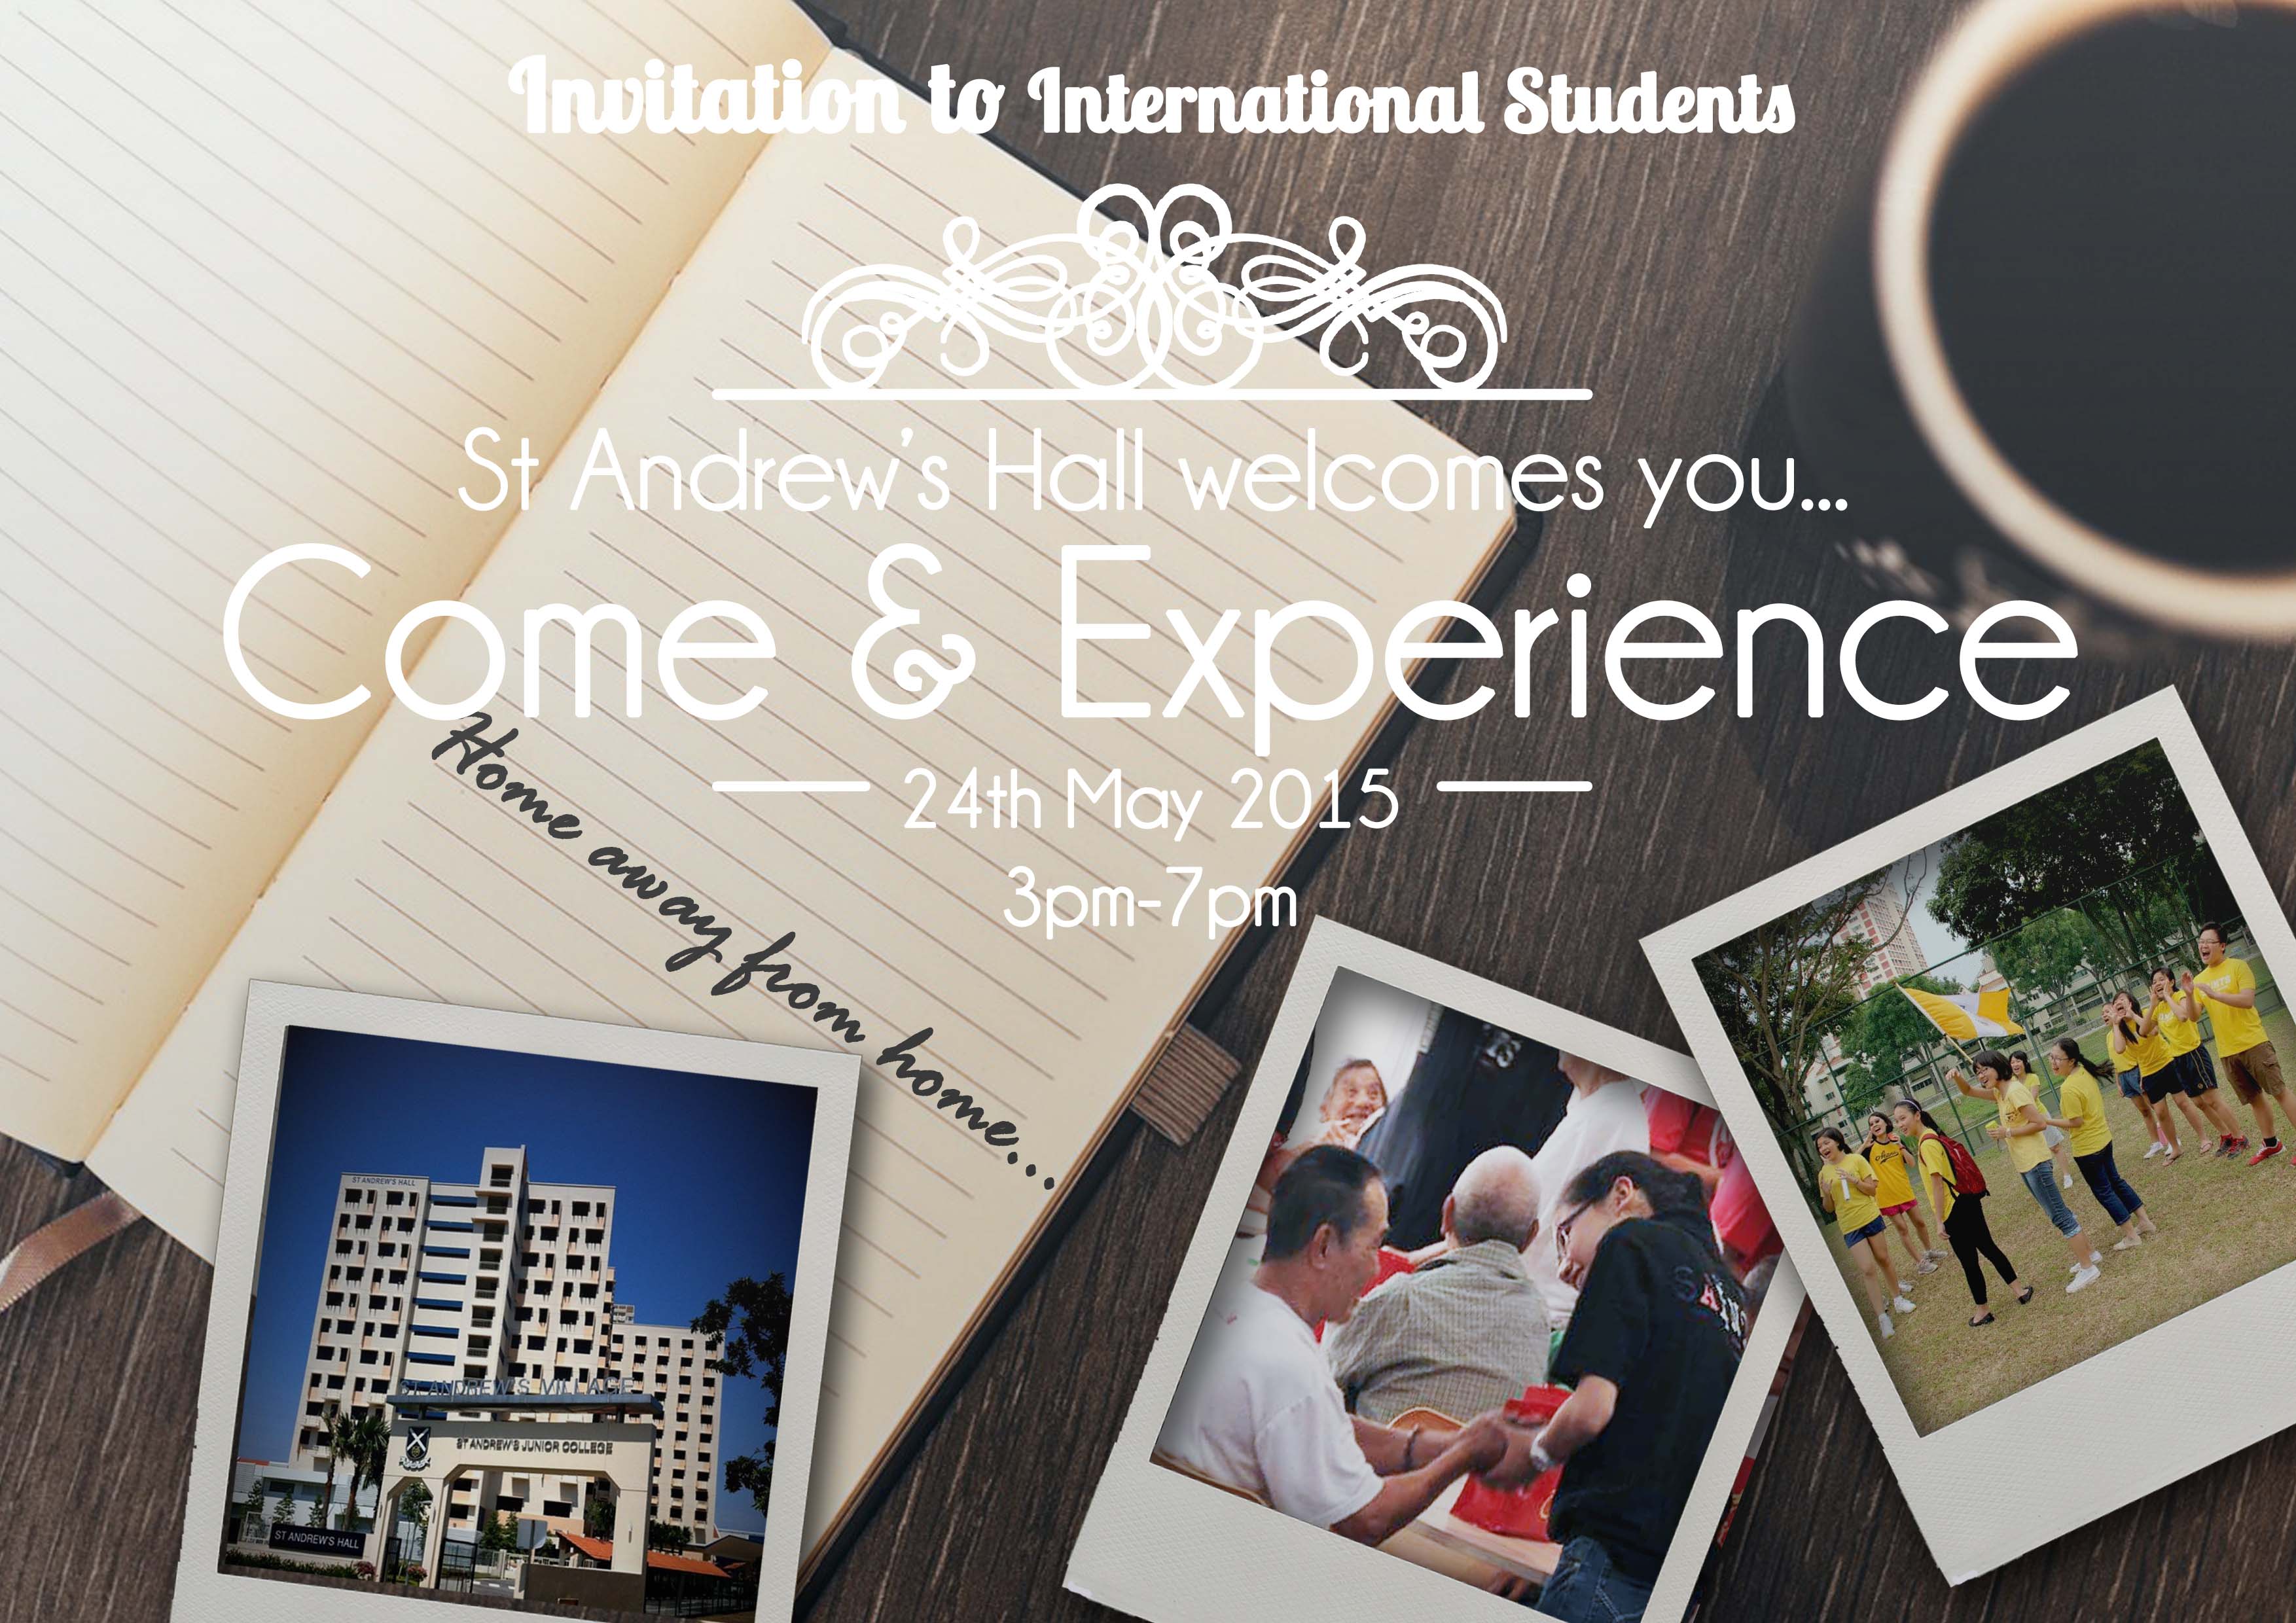 Invitation to International Students
St Andrew's Hall welcomes you...
Come & Experience
24th May 2015
3pm-7pm
Home away from home...
ST ANDREW'S HALL
ST. ANDREW'S VILLAGE
ST ANDREW'S JUNIOR COLLEGE
ST ANDREW'S HALL